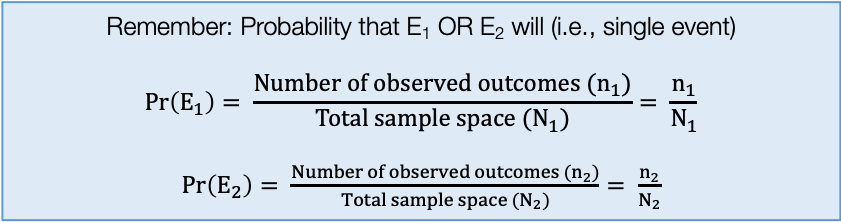 Remember: Probability that E₁ OR E₂ will (i.e., single event)
Pr(E₁) = Number of observed outcomes (n₁) / Total sample space (N₁) = n₁ / N₁
Pr(E₂) = Number of observed outcomes (n₂) / Total sample space (N₂) = n₂ / N₂